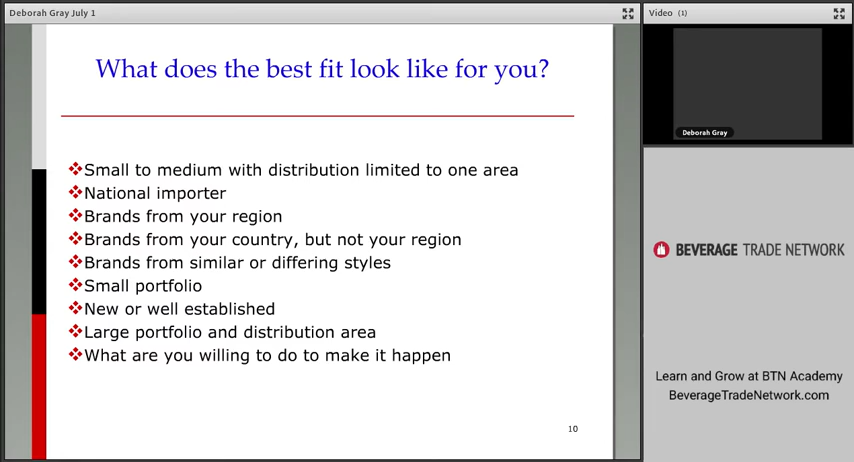 Deborah Gray July 1
What does the best fit look like for you?
Small to medium with distribution limited to one area
National importer
Brands from your region
Brands from your country, but not your region
Brands from similar or differing styles
Small portfolio
New or well established
Large portfolio and distribution area
What are you willing to do to make it happen
10
Video (1)
Deborah Gray
BEVERAGE TRADE NETWORK
Learn and Grow at BTN Academy
BeverageTradeNetwork.com